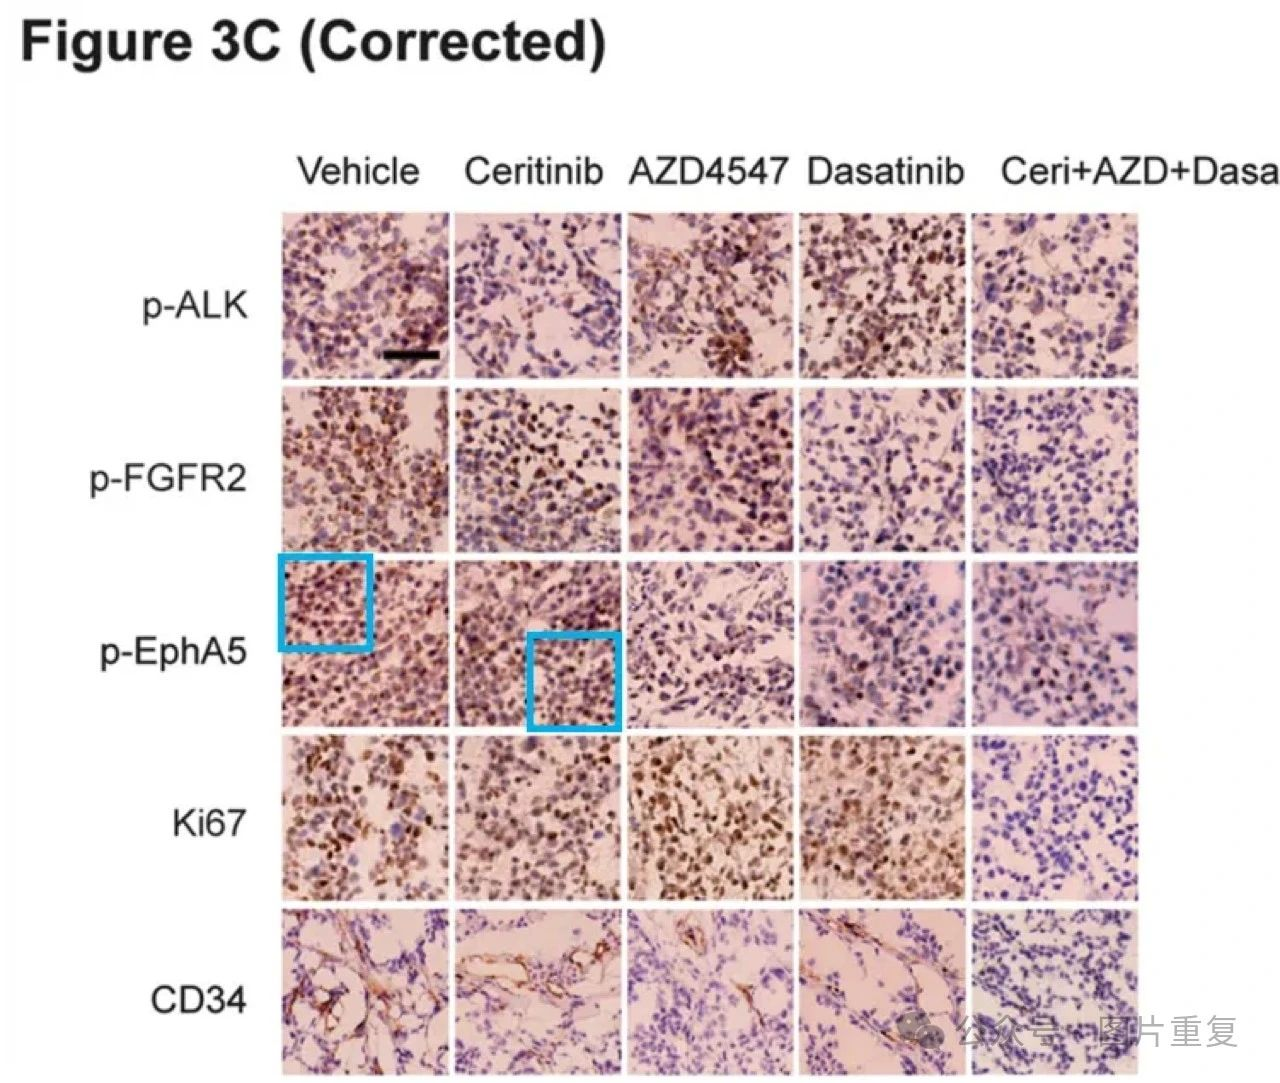 Figure 3C (Corrected)
Vehicle Ceritinib AZD4547 Dasatinib Ceri+AZD+Dasa
p-ALK
p-FGFR2
p-EphA5
Ki67
CD34
公众号 · 图片重复